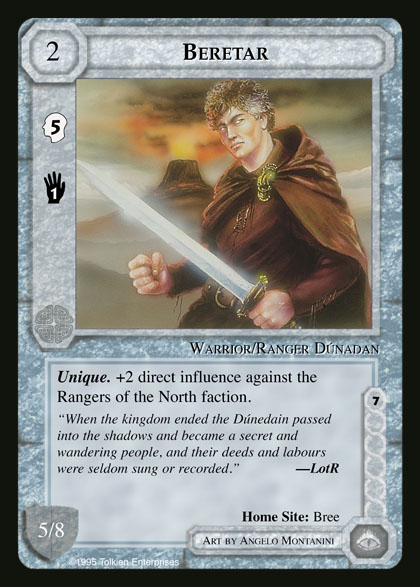 2
BERETAR
5
1
WARRIOR/RANGER DÚNADAN
Unique. +2 direct influence against the
Rangers of the North faction.
7
“When the kingdom ended the Dúnedain passed
into the shadows and became a secret and
wandering people, and their deeds and labours
were seldom sung or recorded.” —LotR
Home Site: Bree
5/8
ART BY ANGELO MONTANINI
©1995 Tolkien Enterprises